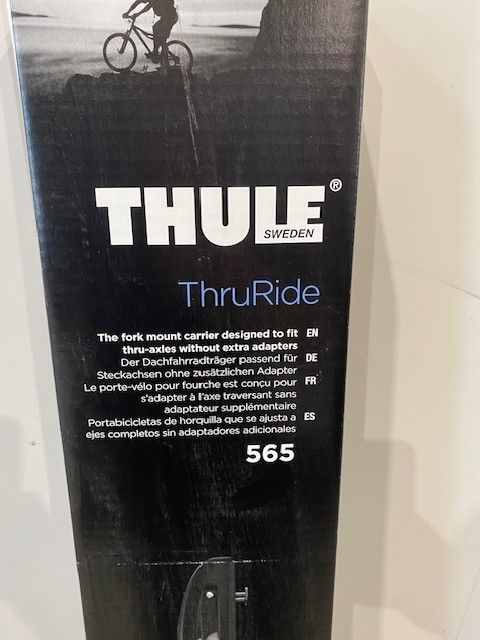 THULE®
SWEDEN
ThruRide
The fork mount carrier designed to fit EN
thru-axles without extra adapters
Der Dachfahrradträger passend für DE
Steckachsen ohne zusätzlichen Adapter
Le porte-vélo pour fourche est conçu pour FR
s'adapter à l'axe traversant sans
adaptateur supplémentaire
Portabicicletas de horquilla que se ajusta a ES
ejes completos sin adaptadores adicionales
565